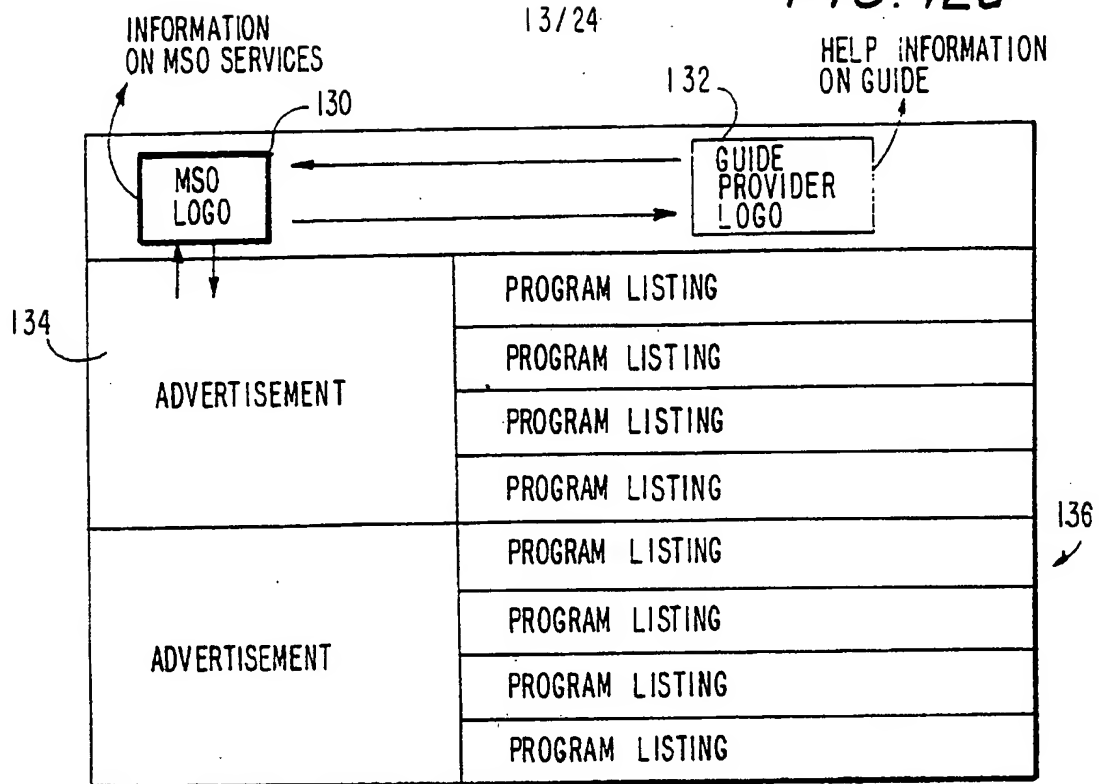 13/24
INFORMATION
ON MSO SERVICES
HELP INFORMATION
ON GUIDE
130
132
MSO
LOGO
GUIDE
PROVIDER
LOGO
134
ADVERTISEMENT
PROGRAM LISTING
PROGRAM LISTING
PROGRAM LISTING
PROGRAM LISTING
136
ADVERTISEMENT
PROGRAM LISTING
PROGRAM LISTING
PROGRAM LISTING
PROGRAM LISTING